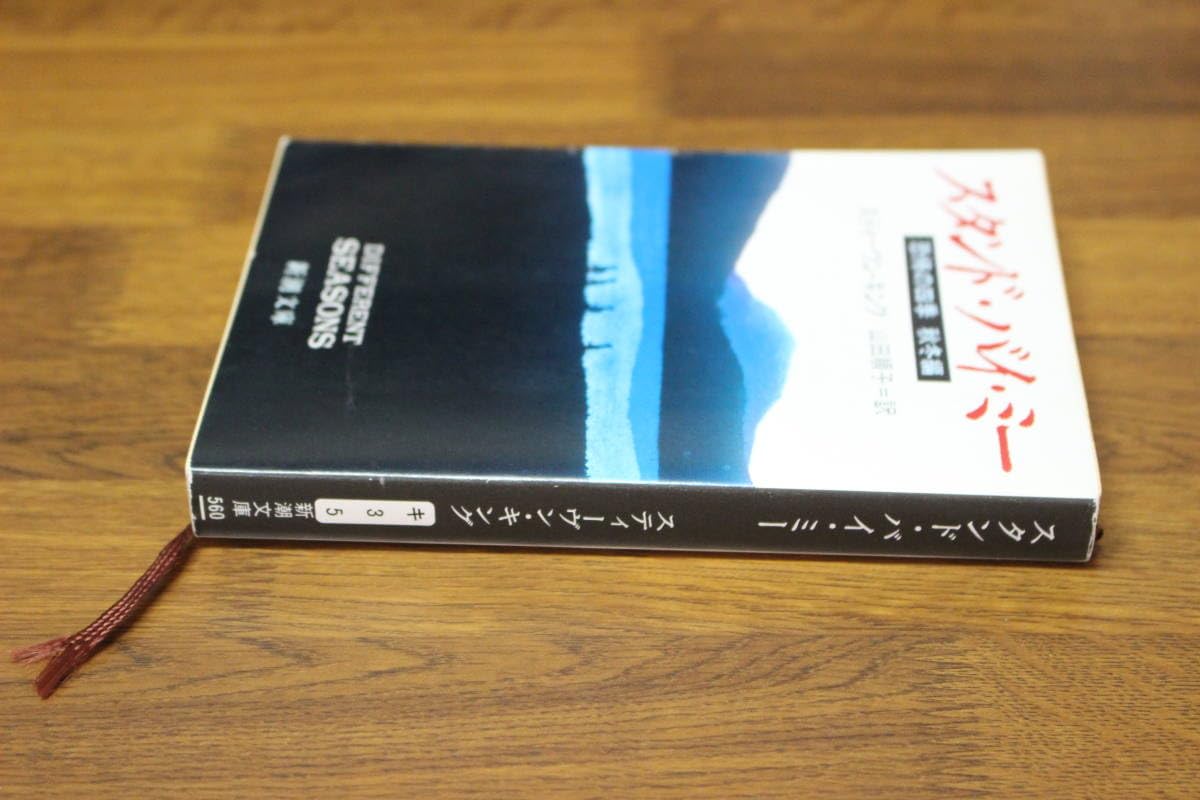 スタンド・バイ・ミー
恐怖の四季 秋冬編
スティーヴン・キング 山田順子=訳
DIFFERENT
SEASONS
新潮文庫
スタンド・バイ・ミー
スティーヴン・キング
キ 3 5
新潮文庫
560